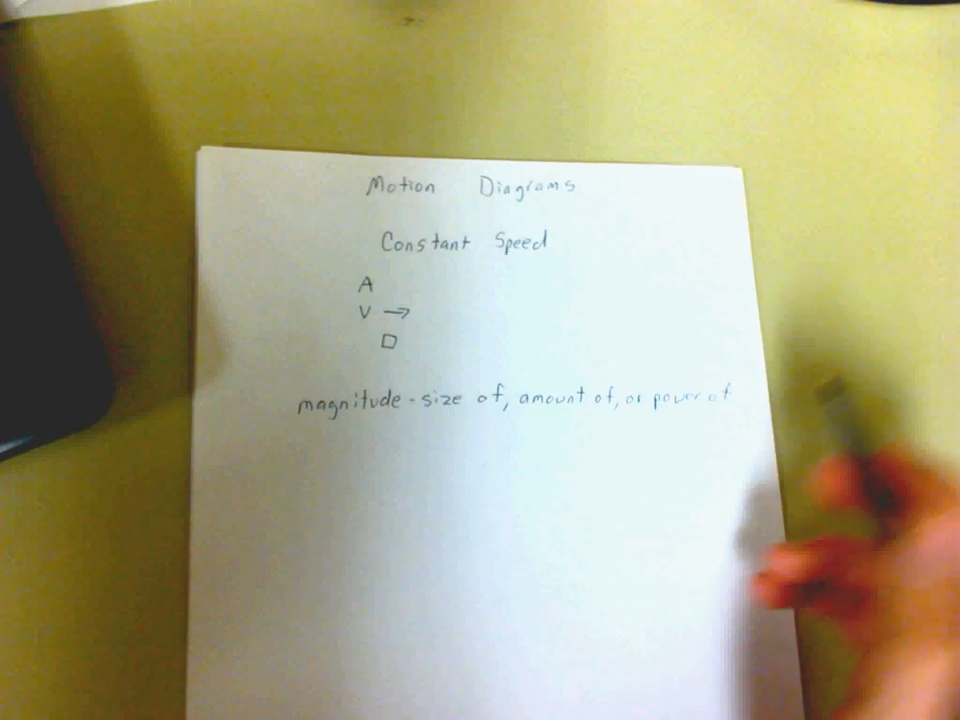 Motion Diagrams
Constant Speed
A
V →
magnitude - size of, amount of, or power of